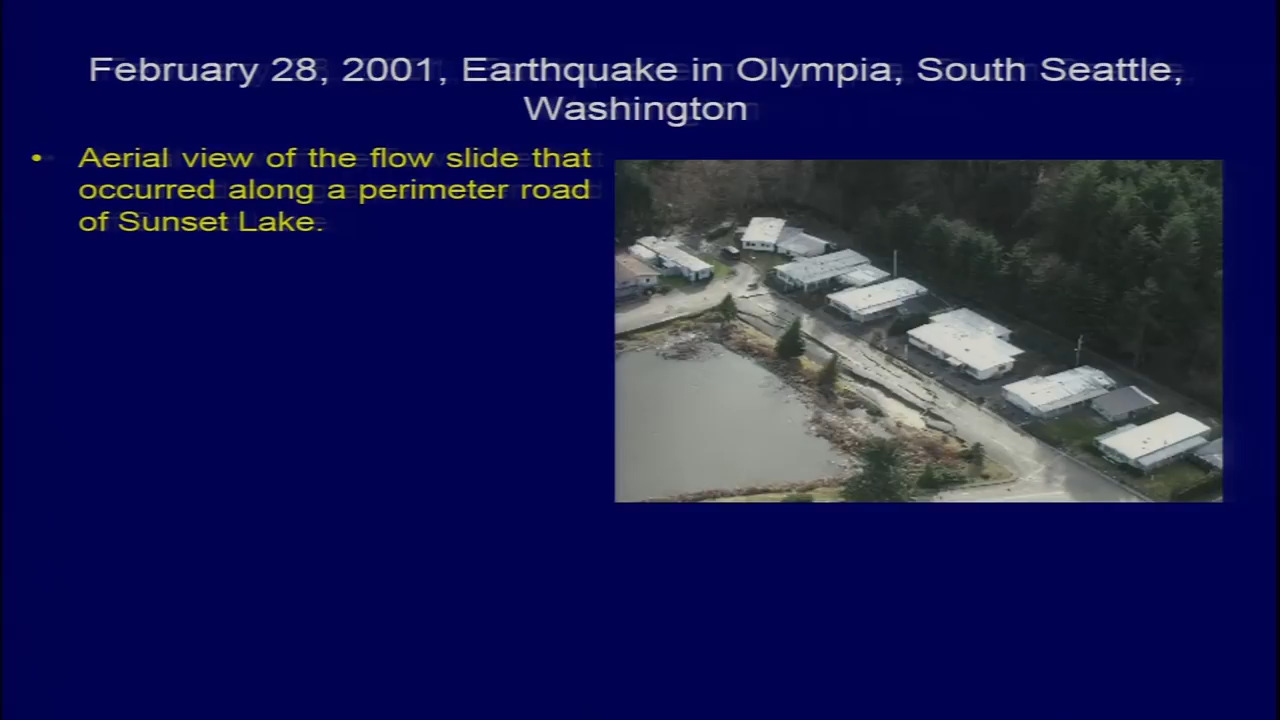 February 28, 2001, Earthquake in Olympia, South Seattle,
Washington
• Aerial view of the flow slide that
occurred along a perimeter road
of Sunset Lake.